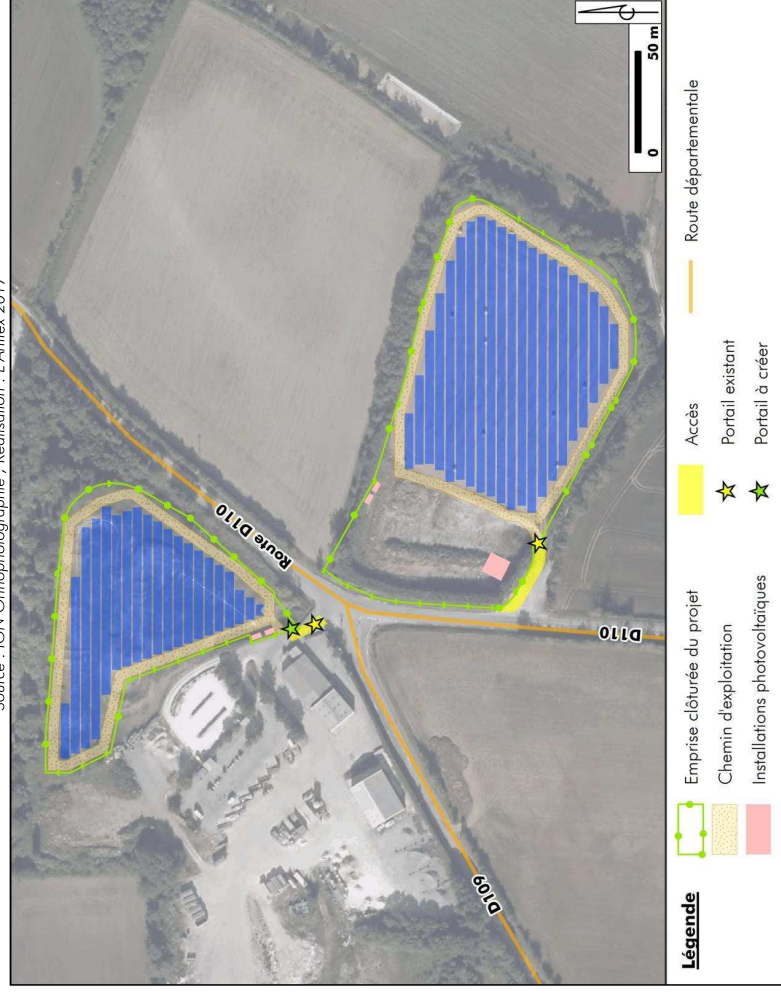 Route D110
D110
D109
0
50 m
Légende
Emprise clôturée du projet
Chemin d'exploitation
Installations photovoltaïques
Accès
Portail existant
Portail à créer
Route départementale